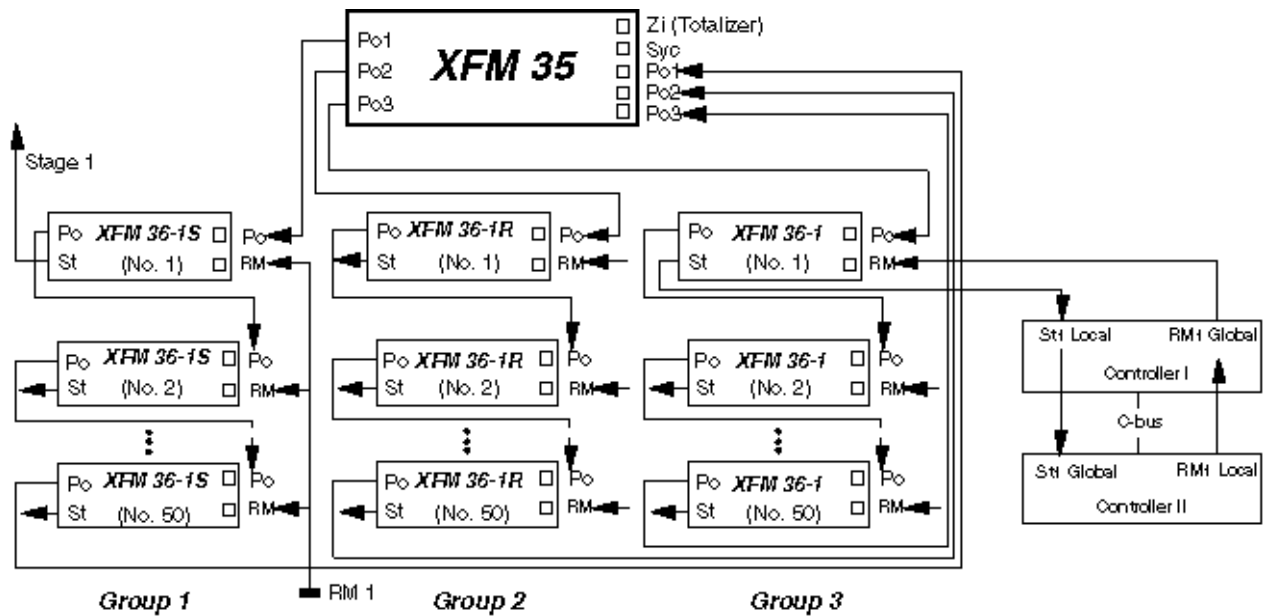 Po1
Po2
Po3
XFM 35
Zi (Totalizer)
Syc
Po1
Po2
Po3
Stage 1
Po XFM 36-1S Po
St (No. 1) RM
Po XFM 36-1R Po
St (No. 1) RM
Po XFM 36-1 Po
St (No. 1) RM
Po XFM 36-1S Po
St (No. 2) RM
Po XFM 36-1R Po
St (No. 2) RM
Po XFM 36-1 Po
St (No. 2) RM
St1 Local RM1 Global
Controller I
C-bus
St1 Global RM1 Local
Controller II
Po XFM 36-1S Po
St (No. 50) RM
Po XFM 36-1R Po
St (No. 50) RM
Po XFM 36-1 Po
St (No. 50) RM
RM 1
Group 1
Group 2
Group 3